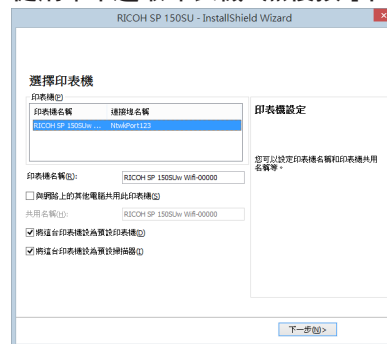 RICOH SP 150SU - InstallShield Wizard
選擇印表機
印表機(P)
印表機名稱 連接埠名稱
RICOH SP 150SUw ... NtwkPort123
印表機設定
您可以設定印表機名稱和印表機共用
名稱等。
印表機名稱(R): RICOH SP 150SUw Wifi-00000
與網路上的其他電腦共用此印表機(S)
共用名稱(H): RICOH SP 150SUw Wifi-00000
將這台印表機設為預設印表機(D)
將這台印表機設為預設掃描器(I)
下一步(N)>